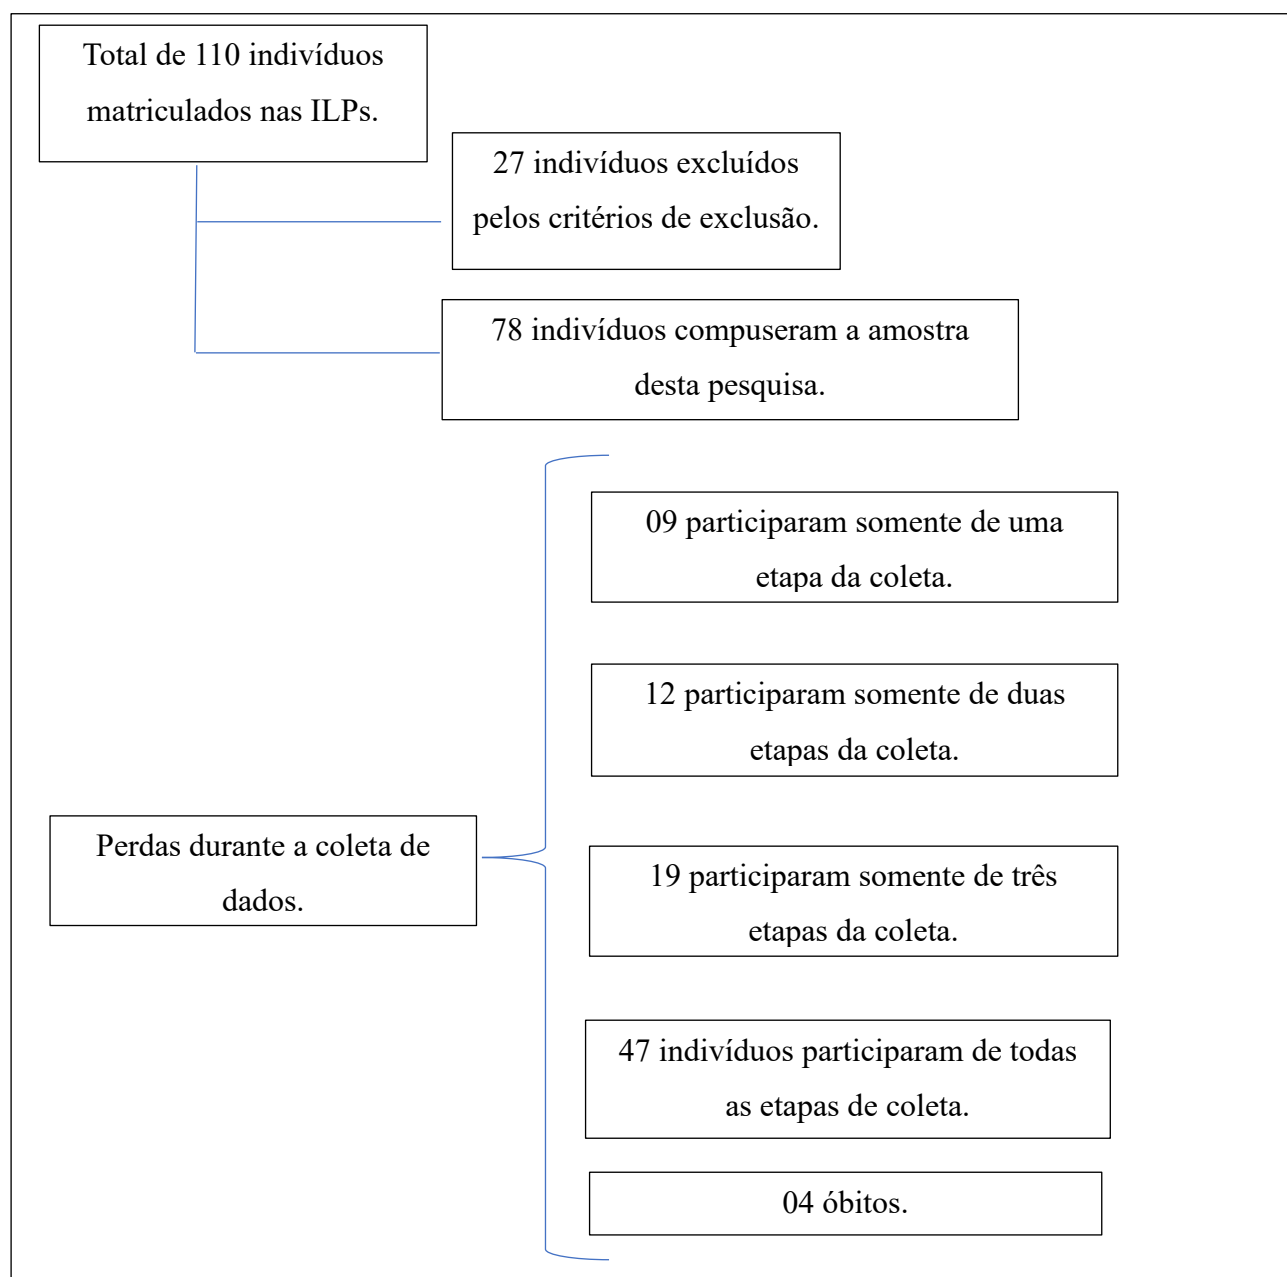 Total de 110 indivíduos
matriculados nas ILPs.
27 indivíduos excluídos
pelos critérios de exclusão.
78 indivíduos compuseram a amostra
desta pesquisa.
09 participaram somente de uma
etapa da coleta.
12 participaram somente de duas
etapas da coleta.
Perdas durante a coleta de
dados.
19 participaram somente de três
etapas da coleta.
47 indivíduos participaram de todas
as etapas de coleta.
04 óbitos.